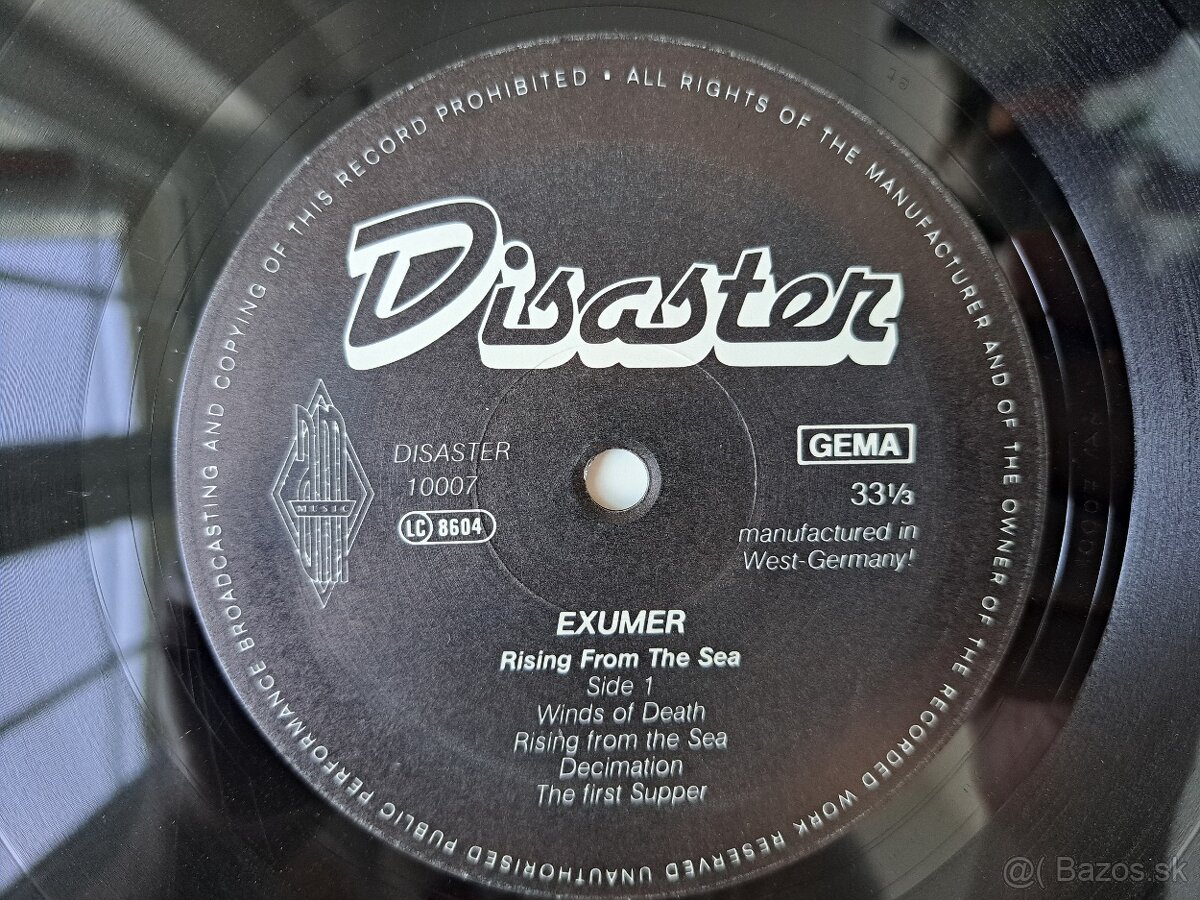 ALL RIGHTS OF THE MANUFACTURER AND OF THE OWNER OF THE RECORDED WORK RESERVED UNAUTHORISED PUBLIC PERFORMANCE BROADCASTING AND COPYING OF THIS RECORD PROHIBITED •
Disaster
MUSIC
DISASTER
10007
LC 8604
GEMA
33 1/3
manufactured in
West-Germany!
EXUMER
Rising From The Sea
Side 1
Winds of Death
Rising from the Sea
Decimation
The first Supper
@( Bazos.sk